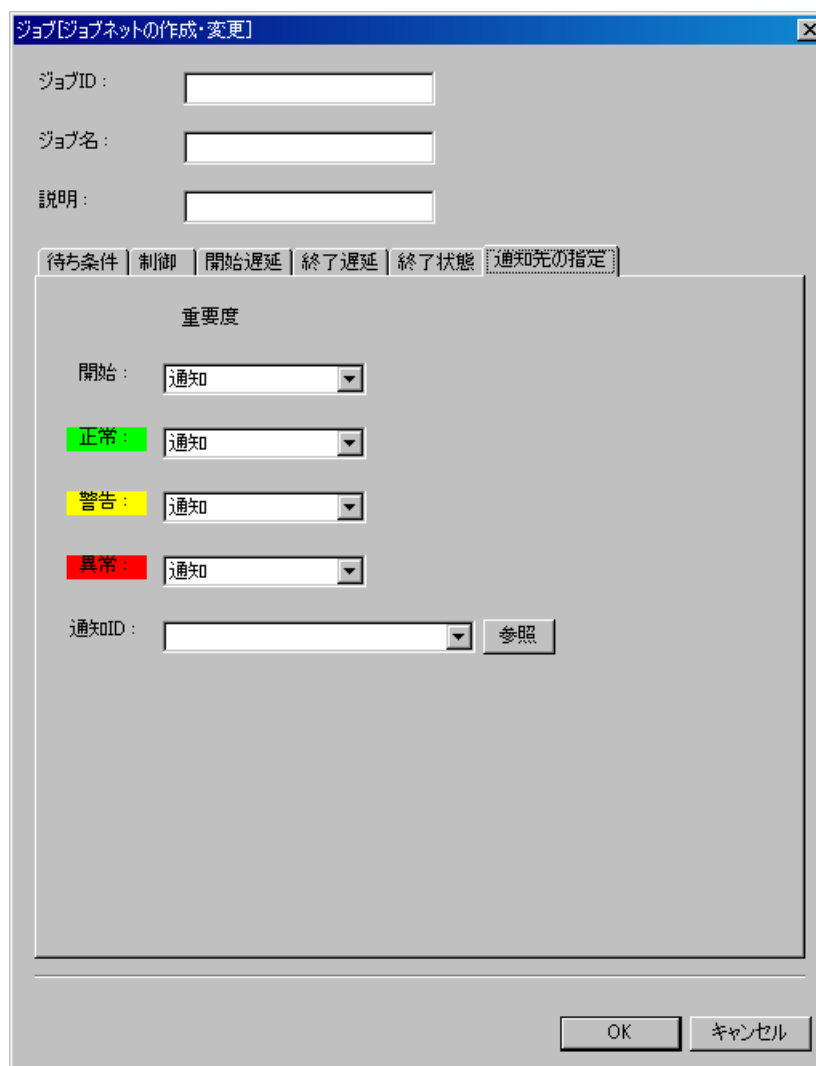 ジョブ[ジョブネットの作成・変更]
ジョブID：
ジョブ名：
説明：
待ち条件 制御 開始遅延 終了遅延 終了状態 通知先の指定
重要度
開始： 通知
正常： 通知
警告： 通知
異常： 通知
通知ID： 参照
OK キャンセル